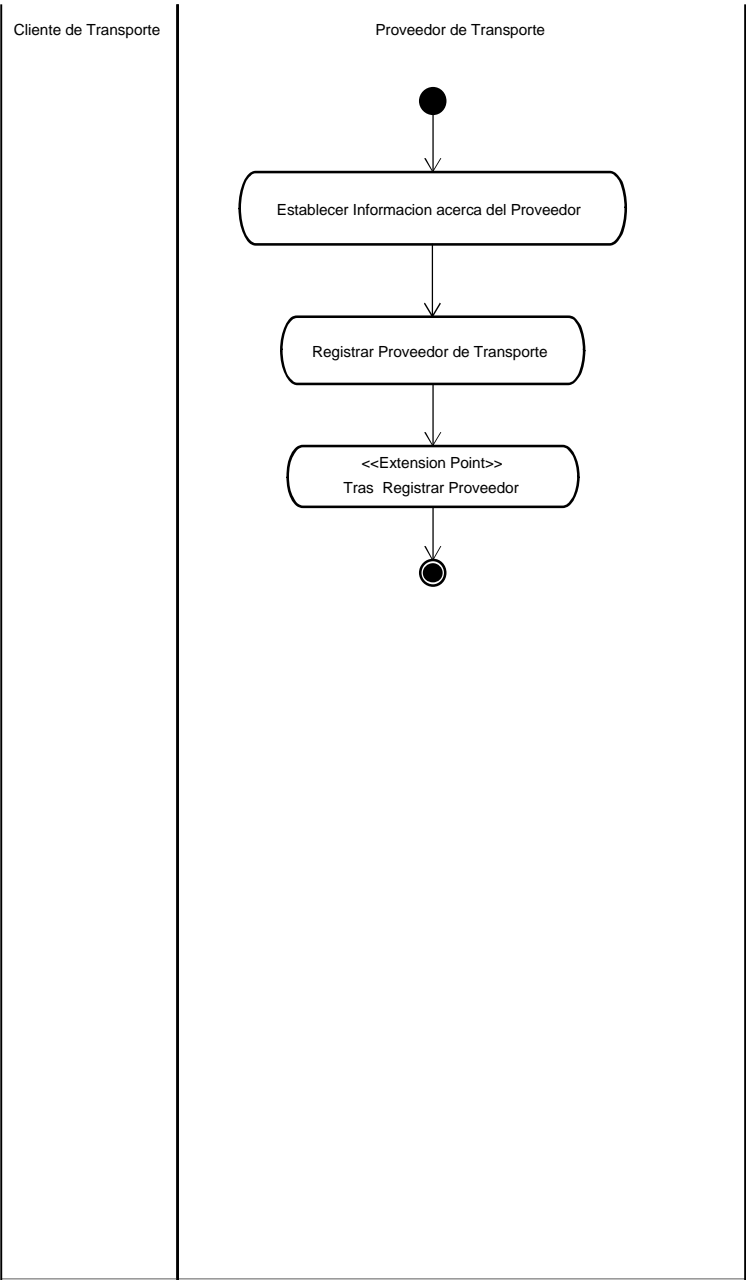 Cliente de Transporte
Proveedor de Transporte
Establecer Informacion acerca del Proveedor
Registrar Proveedor de Transporte
<<Extension Point>>
Tras  Registrar Proveedor